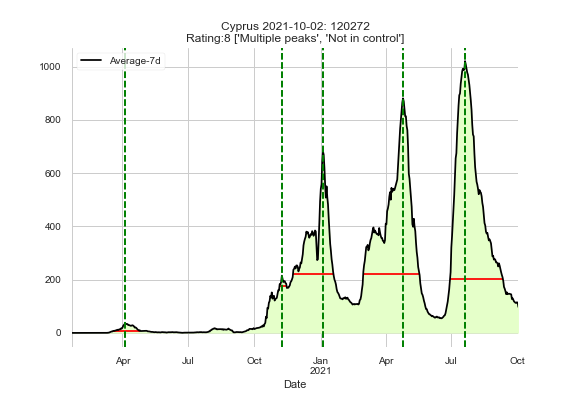 Cyprus 2021-10-02: 120272
Rating:8 ['Multiple peaks', 'Not in control']
Average-7d
1000
800
600
400
200
0
Apr
Jul
Oct
Jan
2021
Apr
Jul
Oct
Date